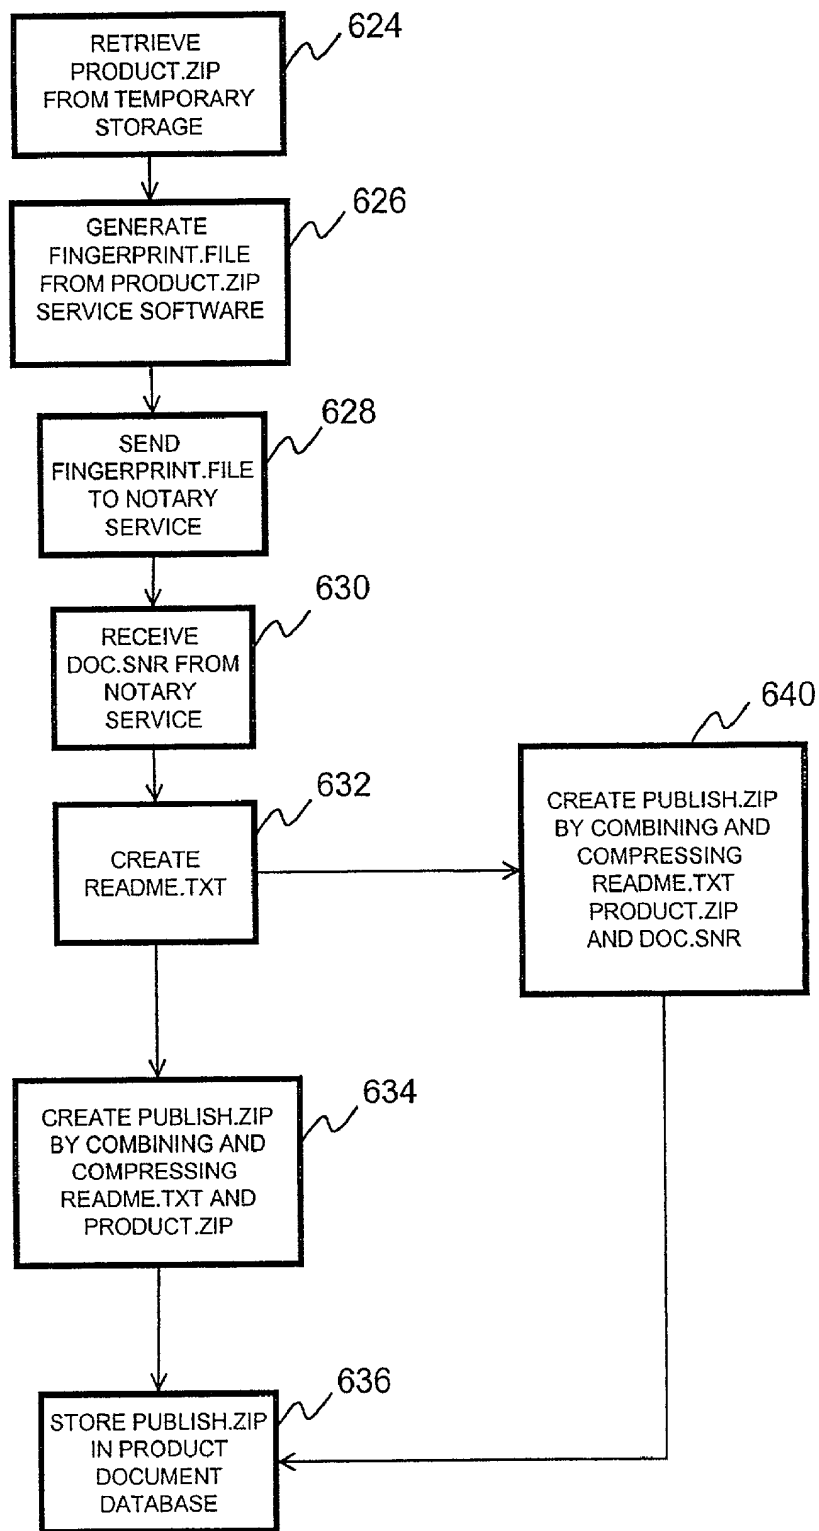 624
RETRIEVE
PRODUCT.ZIP
FROM TEMPORARY
STORAGE
626
GENERATE
FINGERPRINT.FILE
FROM PRODUCT.ZIP
SERVICE SOFTWARE
628
SEND
FINGERPRINT.FILE
TO NOTARY
SERVICE
630
RECEIVE
DOC.SNR FROM
NOTARY
SERVICE
632
CREATE
README.TXT
640
CREATE PUBLISH.ZIP
BY COMBINING AND
COMPRESSING
README.TXT
PRODUCT.ZIP
AND DOC.SNR
634
CREATE PUBLISH.ZIP
BY COMBINING AND
COMPRESSING
README.TXT AND
PRODUCT.ZIP
636
STORE PUBLISH.ZIP
IN PRODUCT
DOCUMENT
DATABASE